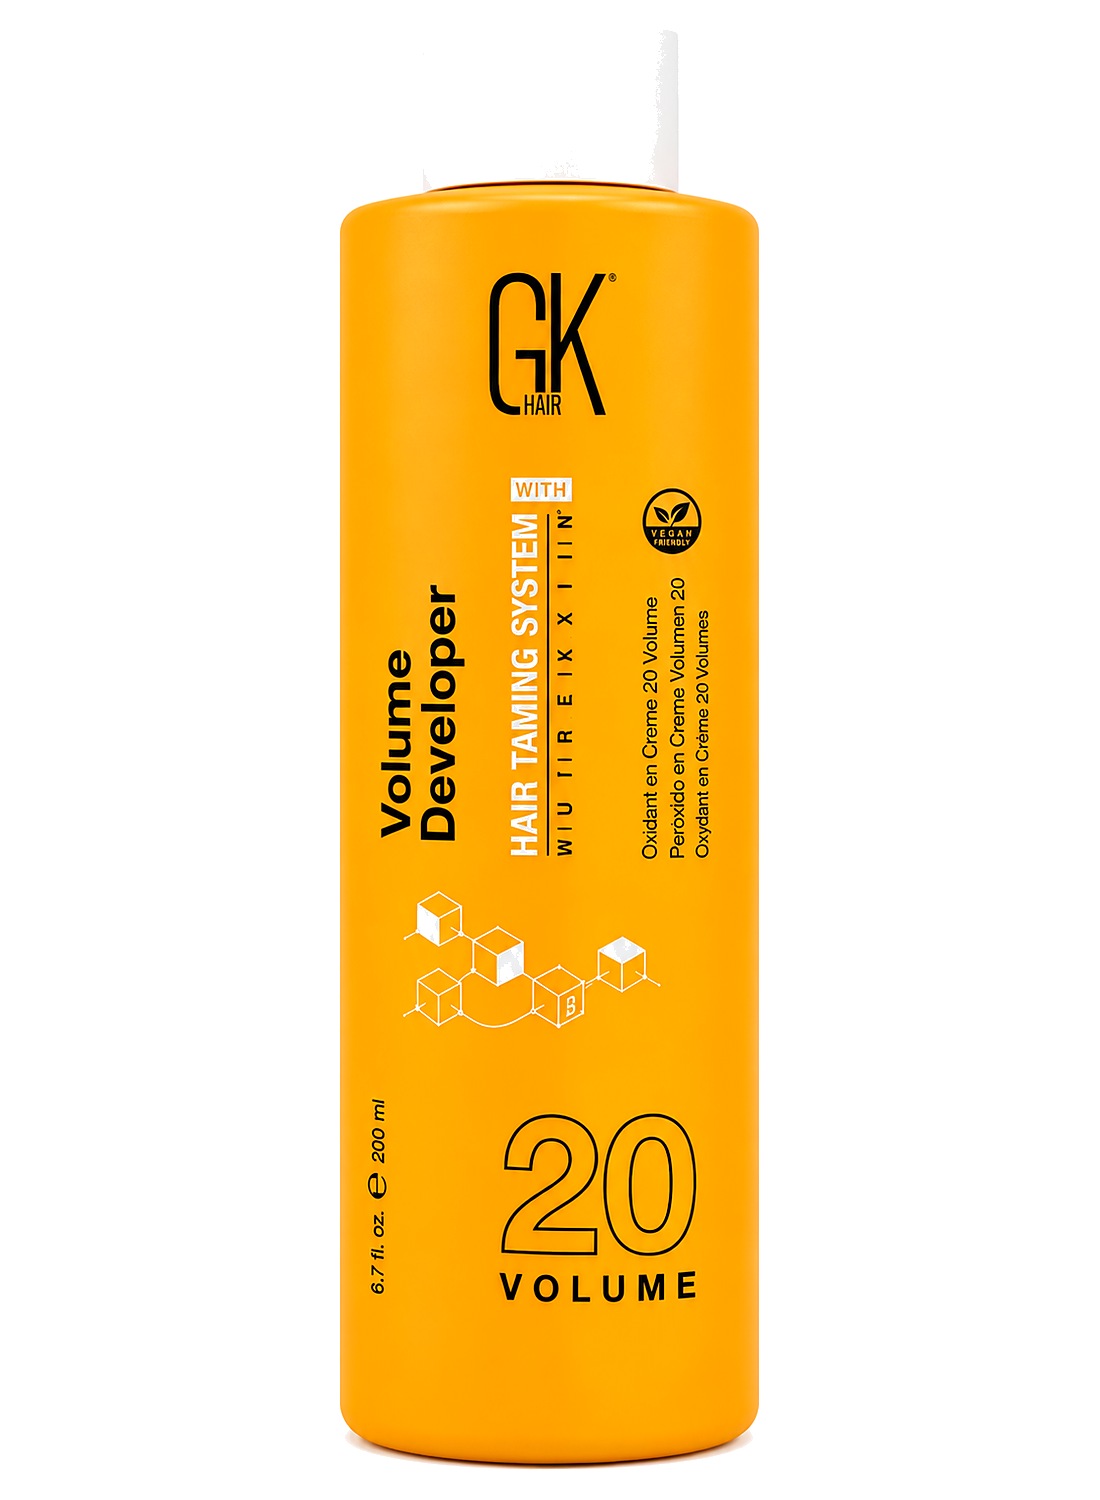 GK®
HAIR
WITH
HAIR TAMING SYSTEM
VEGAN
FRIENDLY
Volume
Developer
Oxidant en Creme 20 Volume
Peróxido en Creme Volumen 20
Oxydant en Crème 20 Volumes
B
6.7 fl. oz. ℮ 200 ml
20
VOLUME